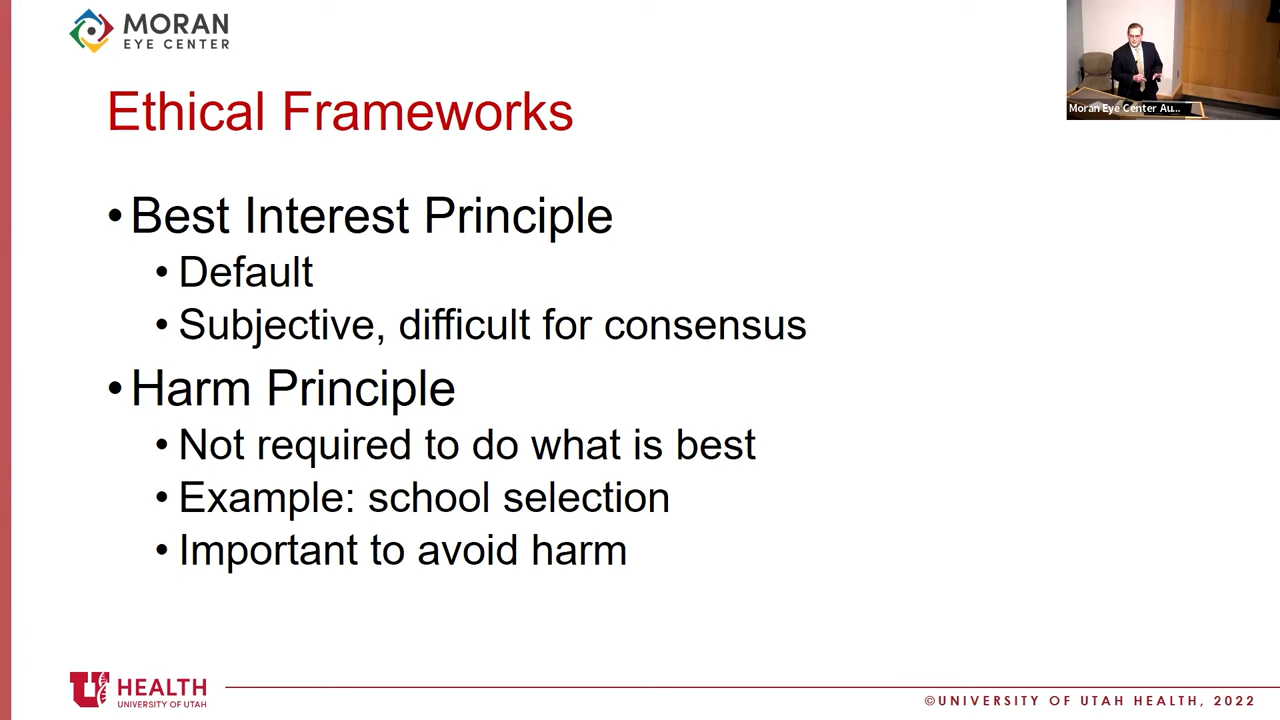 MORAN
EYE CENTER
Moran Eye Center Au...
Ethical Frameworks
•Best Interest Principle
•Default
•Subjective, difficult for consensus
•Harm Principle
•Not required to do what is best
•Example: school selection
•Important to avoid harm
U HEALTH
UNIVERSITY OF UTAH
©UNIVERSITY OF UTAH HEALTH, 2022